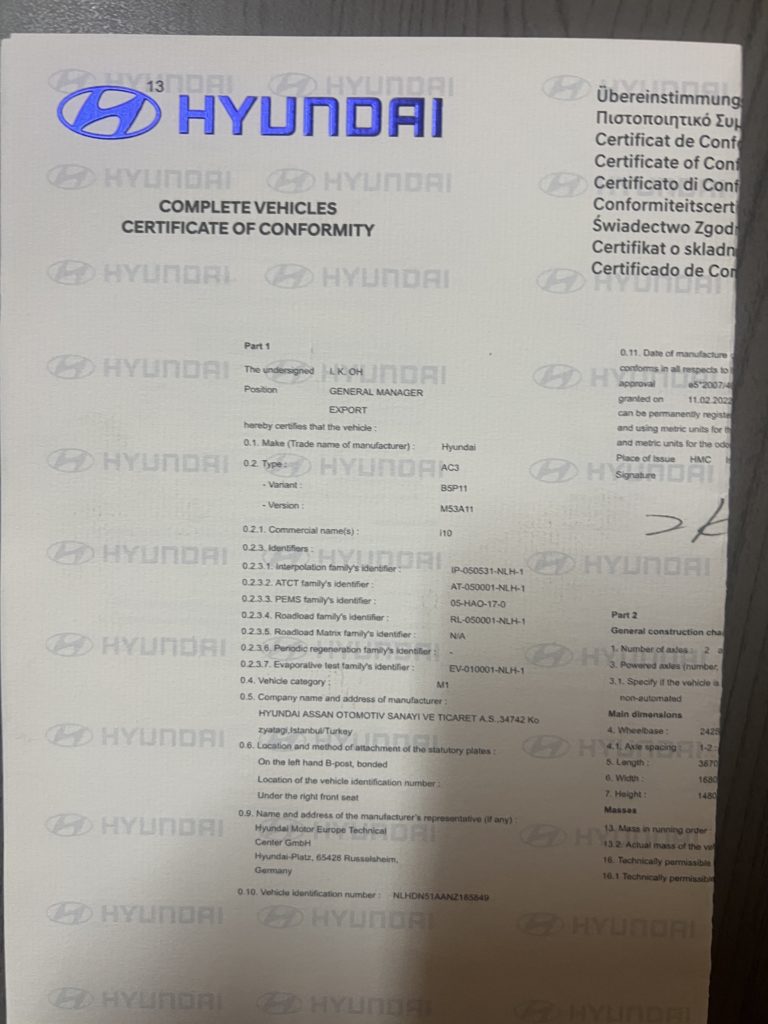 13
HYUNDAI
COMPLETE VEHICLES
CERTIFICATE OF CONFORMITY
Übereinstimmung
Πιστοποιητικό Συμ
Certificat de Conf
Certificate of Conf
Certificato di Conf
Conformiteitscerti
Świadectwo Zgod
Certifikat o skladn
Certificado de Con
Part 1
The undersigned I. K. OH
Position GENERAL MANAGER
EXPORT
hereby certifies that the vehicle :
0.1. Make (Trade name of manufacturer) : Hyundai
0.2. Type : AC3
- Variant : B5P11
- Version : M53A11
0.2.1. Commercial name(s) : i10
0.2.3. Identifiers :
0.2.3.1. Interpolation family's identifier : IP-050531-NLH-1
0.2.3.2. ATCT family's identifier : AT-050001-NLH-1
0.2.3.3. PEMS family's identifier : 05-HAO-17-0
0.2.3.4. Roadload family's identifier : RL-050001-NLH-1
0.2.3.5. Roadload Matrix family's identifier : N/A
0.2.3.6. Periodic regeneration family's identifier : -
0.2.3.7. Evaporative test family's identifier : EV-010001-NLH-1
0.4. Vehicle category : M1
0.5. Company name and address of manufacturer :
HYUNDAI ASSAN OTOMOTIV SANAYI VE TICARET A.S.,34742 Ko
zyatagi,Istanbul/Turkey
0.6. Location and method of attachment of the statutory plates :
On the left hand B-post, bonded
Location of the vehicle identification number :
Under the right front seat
0.9. Name and address of the manufacturer's representative (if any) :
Hyundai Motor Europe Technical
Center GmbH
Hyundai-Platz, 65428 Russelsheim,
Germany
0.10. Vehicle identification number : NLHDN51AANZ165849
0.11. Date of manufacture
conforms in all respects to
approval e5*2007/4
granted on 11.02.2022
can be permanently registe
and using metric units for th
and metric units for the odo
Place of Issue HMC
Signature
Part 2
General construction cha
1. Number of axles : 2
3. Powered axles (number,
3.1. Specify if the vehicle is
non-automated
Main dimensions
4. Wheelbase : 2425
4.1. Axle spacing : 1-2 :
5. Length : 3670
6. Width : 1680
7. Height : 1480
Masses
13. Mass in running order
13.2. Actual mass of the ve
16. Technically permissible
16.1 Technically permissibl